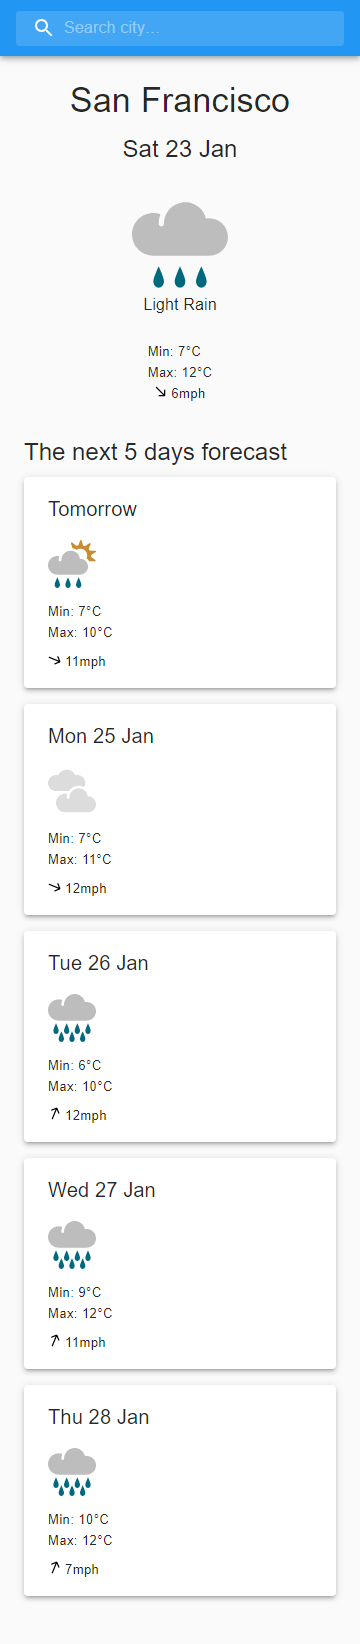 Search city...
San Francisco
Sat 23 Jan
Light Rain
Min: 7°C
Max: 12°C
6mph
The next 5 days forecast
Tomorrow
Min: 7°C
Max: 10°C
11mph
Mon 25 Jan
Min: 7°C
Max: 11°C
12mph
Tue 26 Jan
Min: 6°C
Max: 10°C
12mph
Wed 27 Jan
Min: 9°C
Max: 12°C
11mph
Thu 28 Jan
Min: 10°C
Max: 12°C
7mph